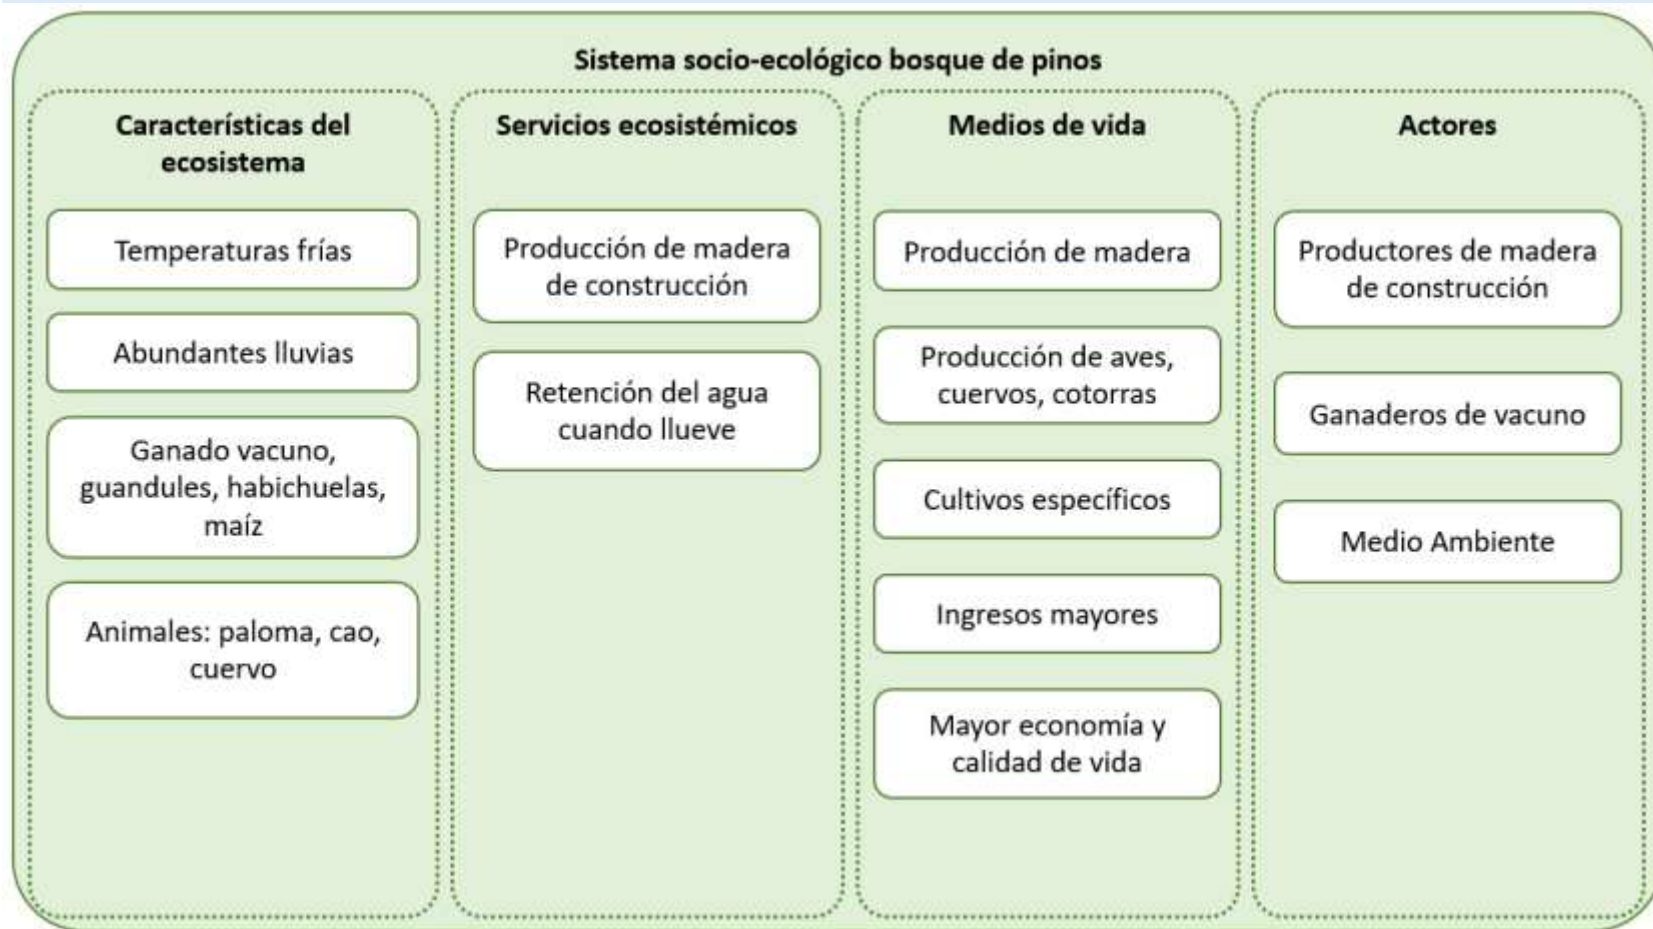 Sistema socio-ecológico bosque de pinos
Características del
ecosistema
Temperaturas frías
Abundantes lluvias
Ganado vacuno,
guandules, habichuelas,
maíz
Animales: paloma, cao,
cuervo
Servicios ecosistémicos
Producción de madera
de construcción
Retención del agua
cuando llueve
Medios de vida
Producción de madera
Producción de aves,
cuervos, cotorras
Cultivos específicos
Ingresos mayores
Mayor economía y
calidad de vida
Actores
Productores de madera
de construcción
Ganaderos de vacuno
Medio Ambiente